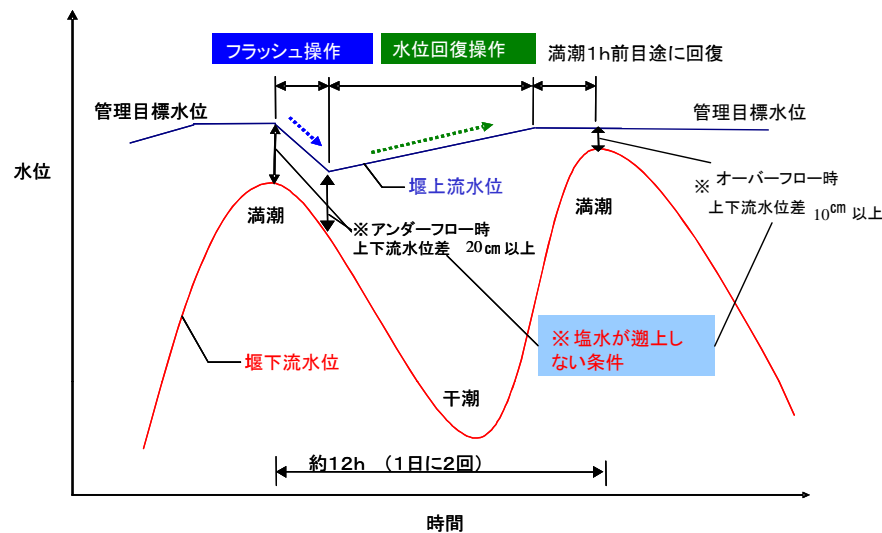 フラッシュ操作
水位回復操作
満潮1h前目途に回復
管理目標水位
管理目標水位
水位
堰上流水位
※ オーバーフロー時
上下流水位差 10cm 以上
満潮
※アンダーフロー時
上下流水位差 20cm 以上
満潮
※塩水が遡上し
ない条件
堰下流水位
干潮
約12h (1日に2回)
時間